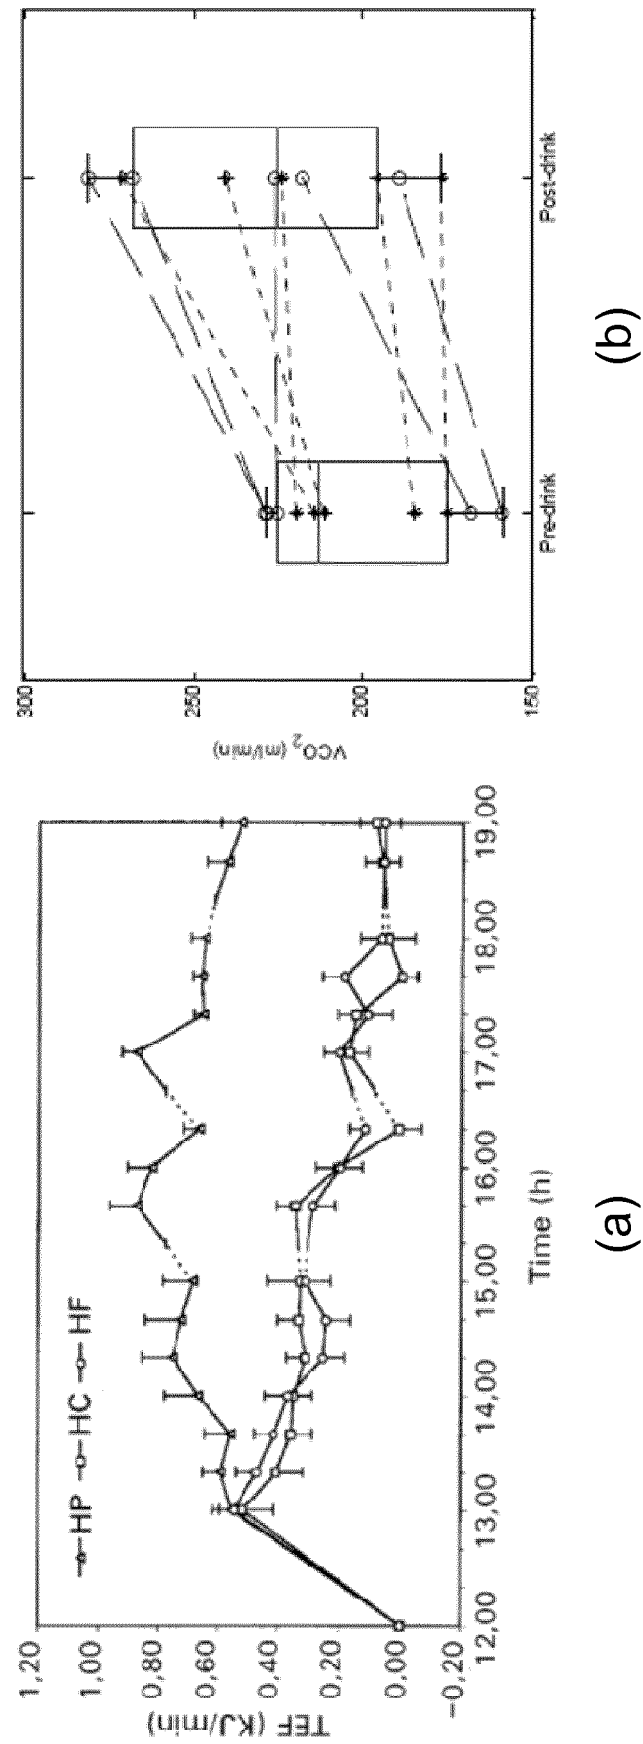 1,20
1,00
0,80
0,60
0,40
0,20
0,00
-0,20
TEF (KJ/min)
HP HC HF
12,00 13,00 14,00 15,00 16,00 17,00 18,00 19,00
Time (h)
(a)
300
250
200
150
VCO2 (ml/min)
Pre-drink Post-drink
(b)